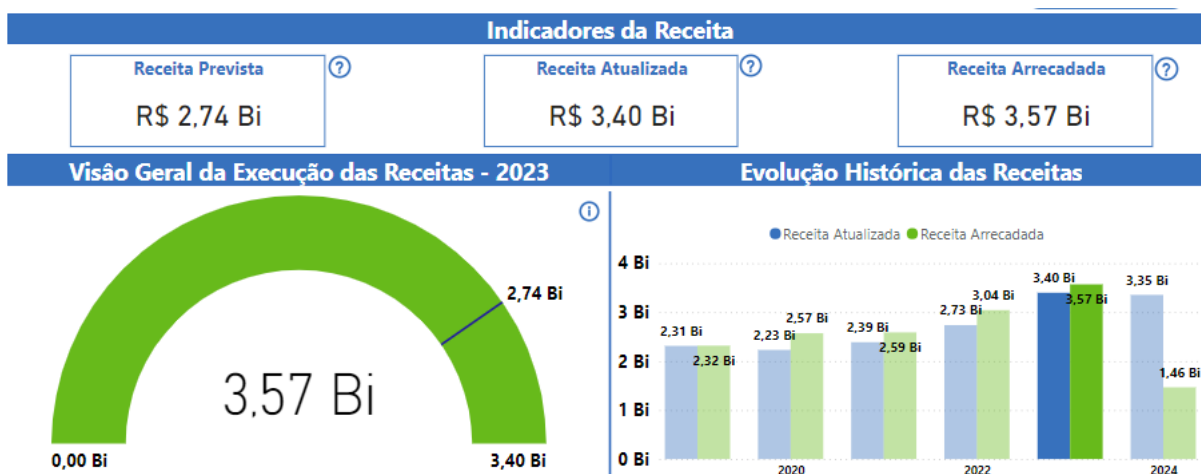 Indicadores da Receita
Receita Prevista
?
R$ 2,74 Bi
Receita Atualizada
?
R$ 3,40 Bi
Receita Arrecadada
?
R$ 3,57 Bi
Visão Geral da Execução das Receitas - 2023
2,74 Bi
3,57 Bi
0,00 Bi
3,40 Bi
Evolução Histórica das Receitas
Receita Atualizada Receita Arrecadada
4 Bi
3 Bi
2 Bi
1 Bi
0 Bi
2,31 Bi
2,32 Bi
2,23 Bi
2,57 Bi
2,39 Bi
2,59 Bi
2,73 Bi
3,04 Bi
3,40 Bi
3,57 Bi
3,35 Bi
1,46 Bi
2020
2022
2024